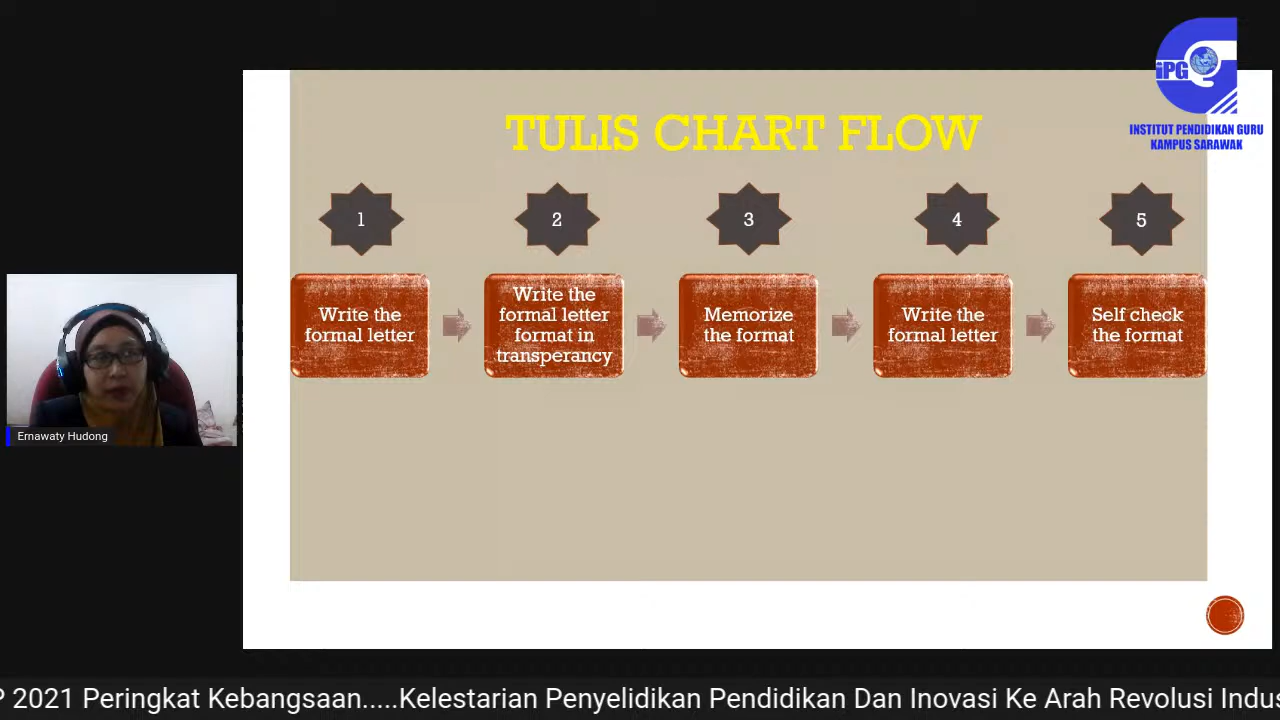 iPG
INSTITUT PENDIDIKAN GURU
KAMPUS SARAWAK
TULIS CHART FLOW
1
2
3
4
5
Write the
formal letter
Write the
formal letter
format in
transperancy
Memorize
the format
Write the
formal letter
Self check
the format
Ernawaty Hudong
P 2021 Peringkat Kebangsaan.....Kelestarian Penyelidikan Pendidikan Dan Inovasi Ke Arah Revolusi Indus